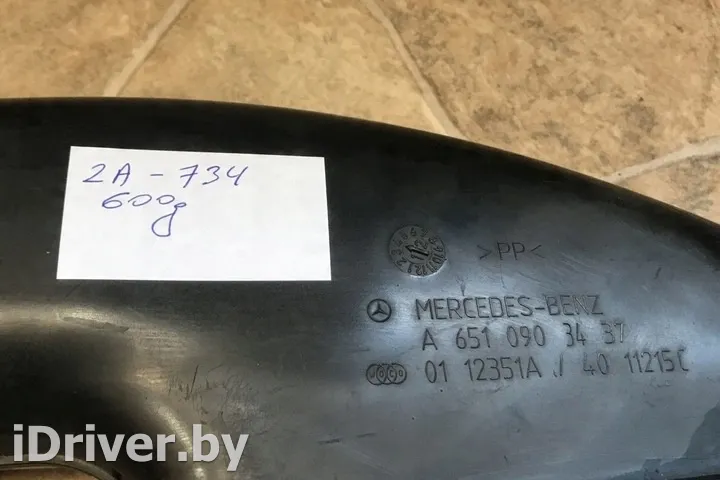 2A - 734
600g
>PP<
MERCEDES-BENZ
A 651 090 34 37
01 12351A / 40 11215C
iDriver.by